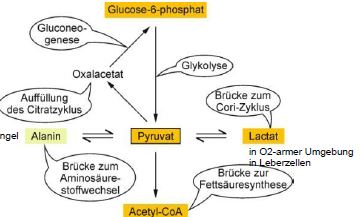 Glucose-6-phosphat
Gluconeo-
genese
Glykolyse
Oxalacetat
Auffüllung
des Citratzyklus
Brücke zum
Cori-Zyklus
ngel
Alanin
Pyruvat
Laktat
in O2-armer Umgebung
in Leberzellen
Brücke zum
Aminosäure-
stoffwechsel
Brücke zur
Fettsäuresynthese
Acetyl-CoA